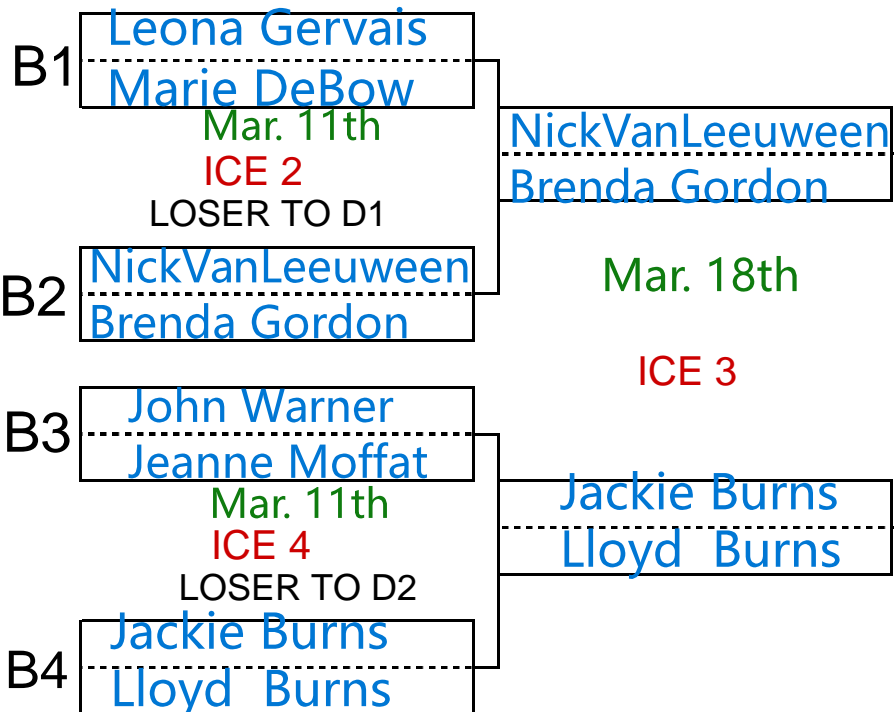 B1
Leona Gervais
Marie DeBow
Mar. 11th
ICE 2
LOSER TO D1
B2
NickVanLeeuween
Brenda Gordon
NickVanLeeuween
Brenda Gordon
Mar. 18th
ICE 3
B3
John Warner
Jeanne Moffat
Mar. 11th
ICE 4
LOSER TO D2
B4
Jackie Burns
Lloyd  Burns
Jackie Burns
Lloyd  Burns